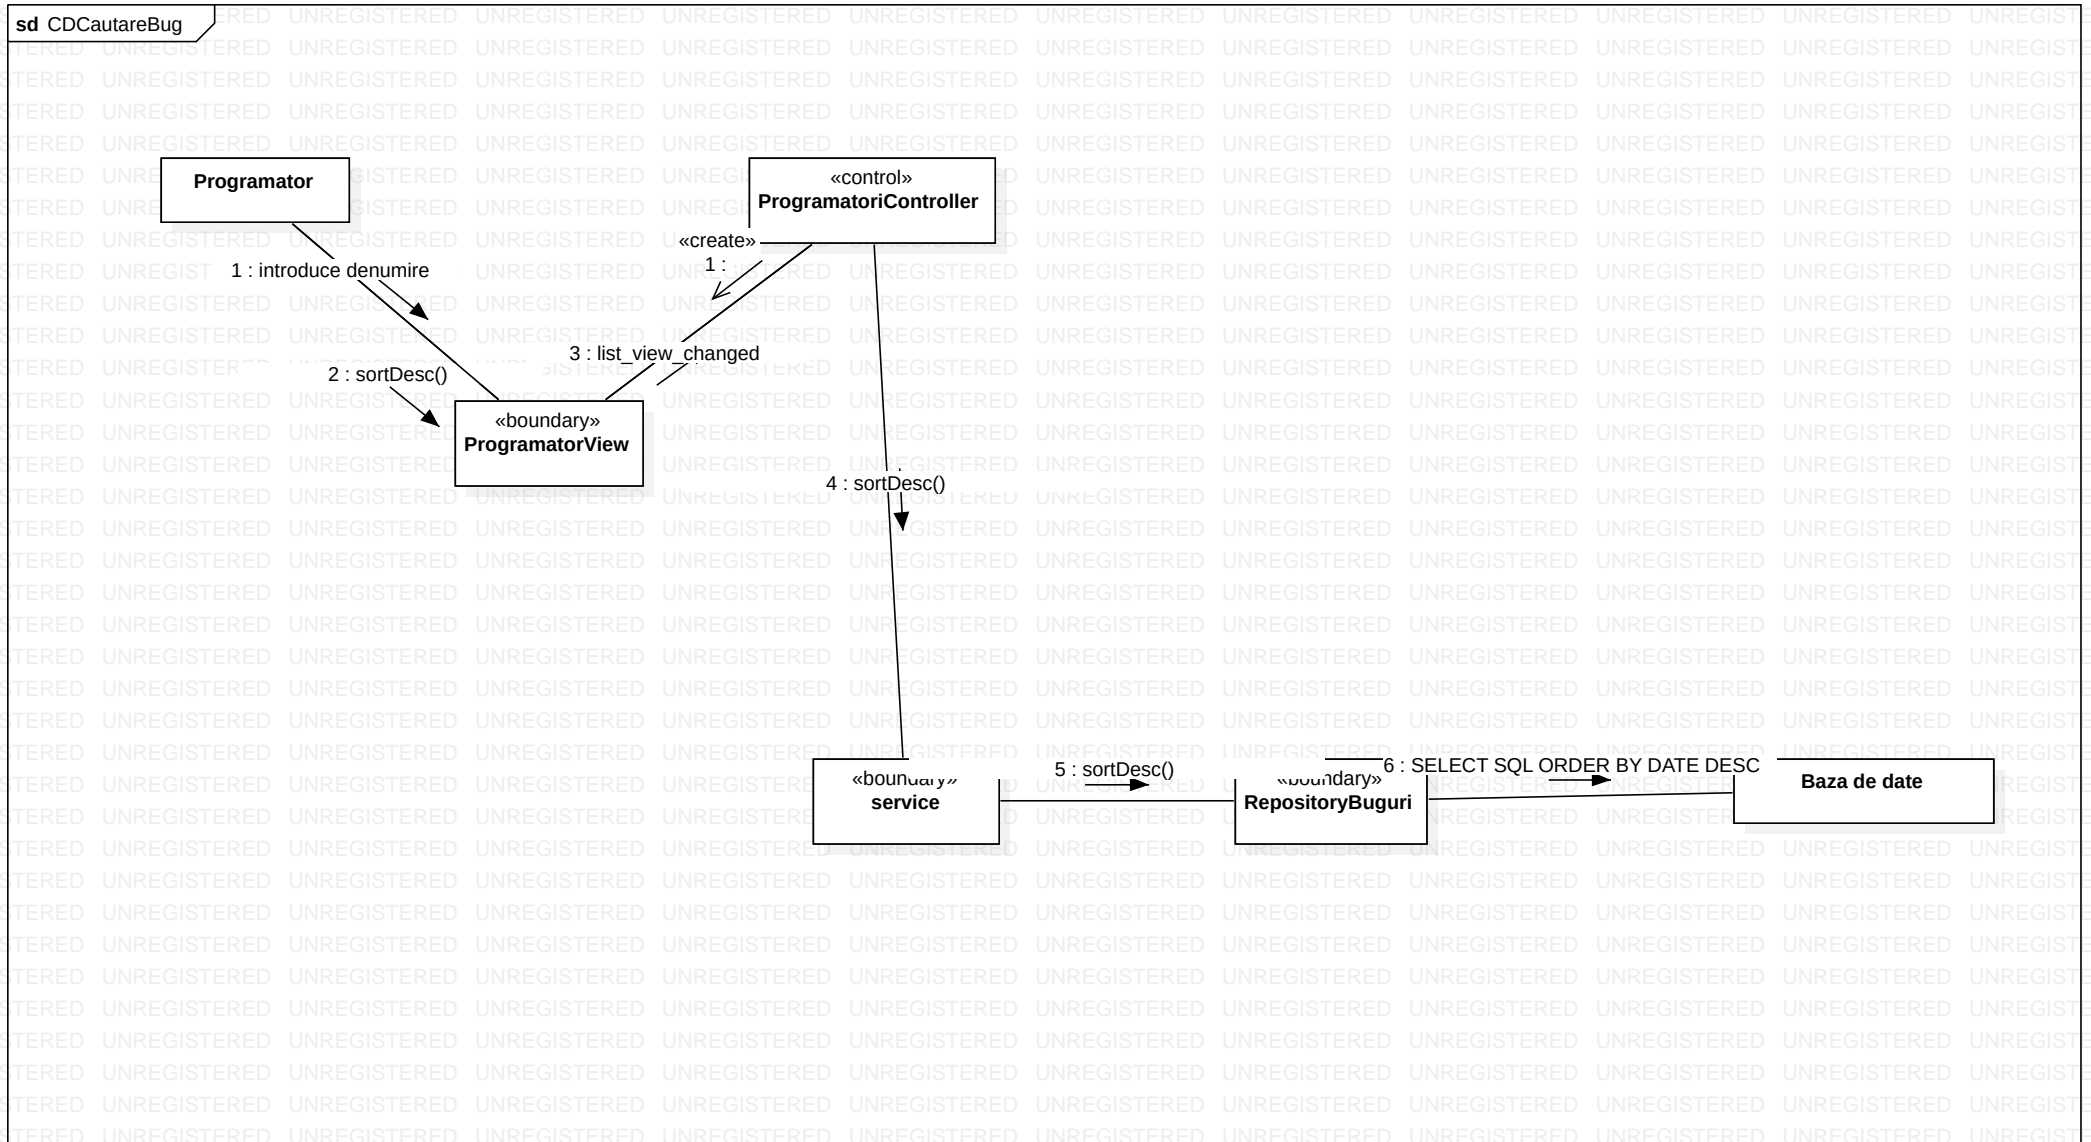 sd CDCautareBug
Programator
«control»
ProgramatoriController
«create»
1 :
1 : introduce denumire
3 : list_view_changed
2 : sortDesc()
«boundary»
ProgramatorView
4 : sortDesc()
5 : sortDesc()
6 : SELECT SQL ORDER BY DATE DESC
«boundary»
service
«boundary»
RepositoryBuguri
Baza de date
UNREGISTERED